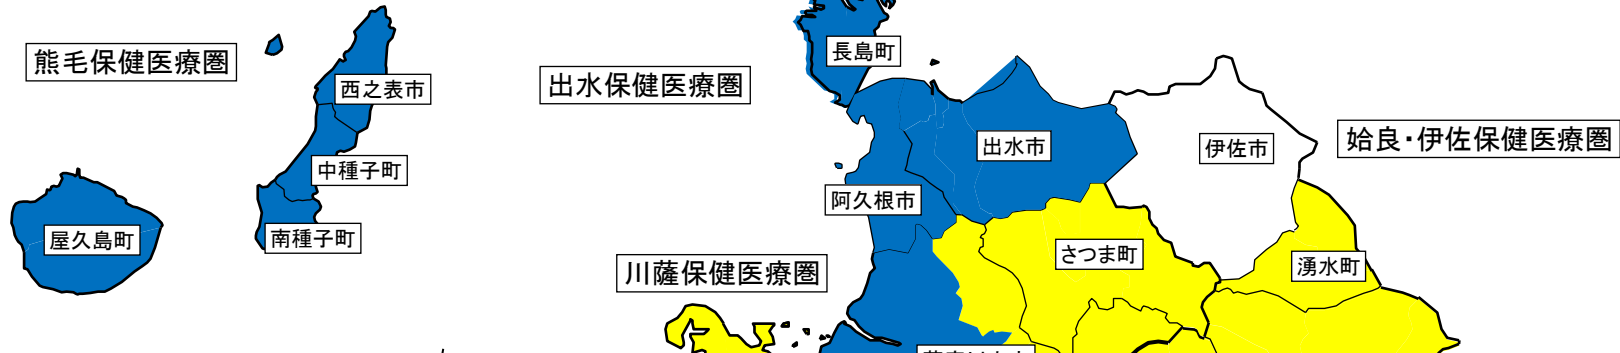 熊毛保健医療圏
西之表市
中種子町
南種子町
屋久島町
出水保健医療圏
長島町
出水市
阿久根市
伊佐市
姶良・伊佐保健医療圏
川薩保健医療圏
さつま町
湧水町